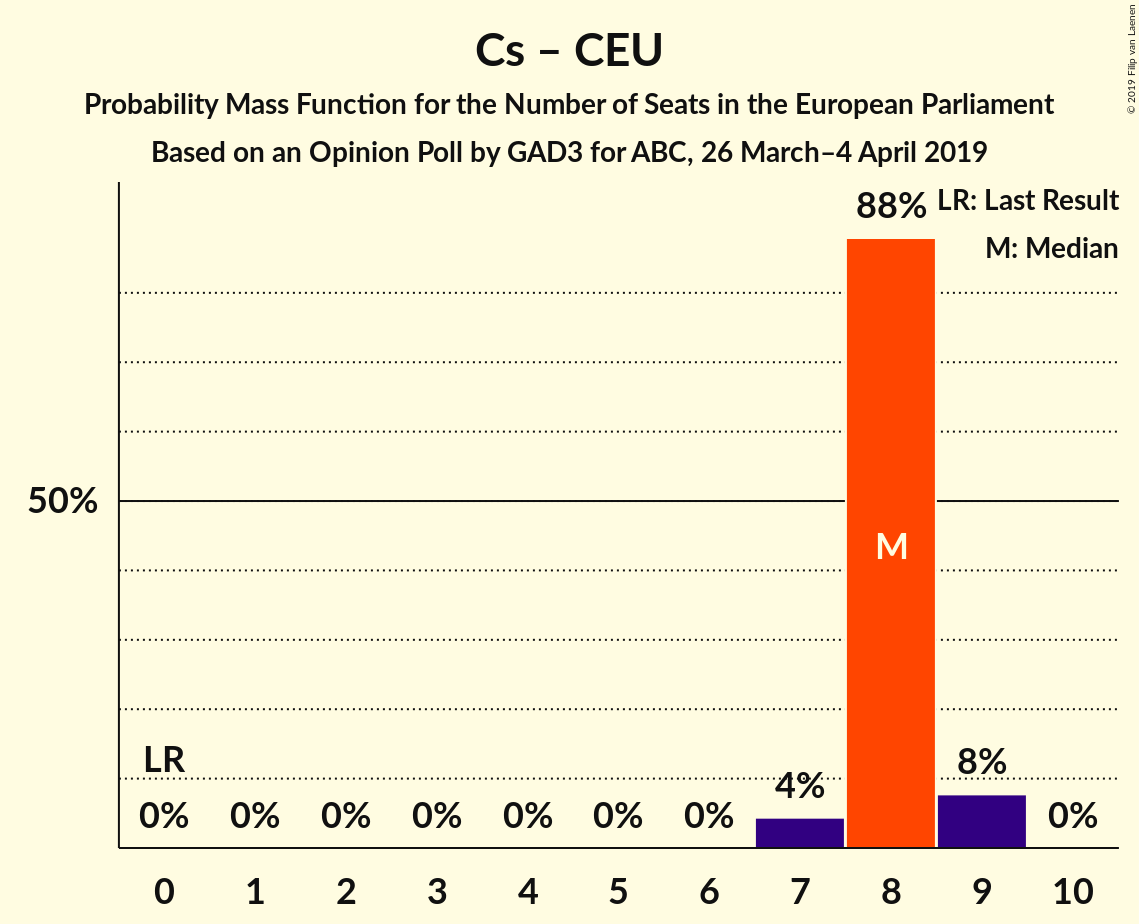 Cs – CEU
Probability Mass Function for the Number of Seats in the European Parliament
Based on an Opinion Poll by GAD3 for ABC, 26 March–4 April 2019
© 2019 Filip van Laenen
LR: Last Result
M: Median
88%
50%
M
LR
0%
0%
0%
0%
0%
0%
0%
4%
8%
0%
0 1 2 3 4 5 6 7 8 9 10